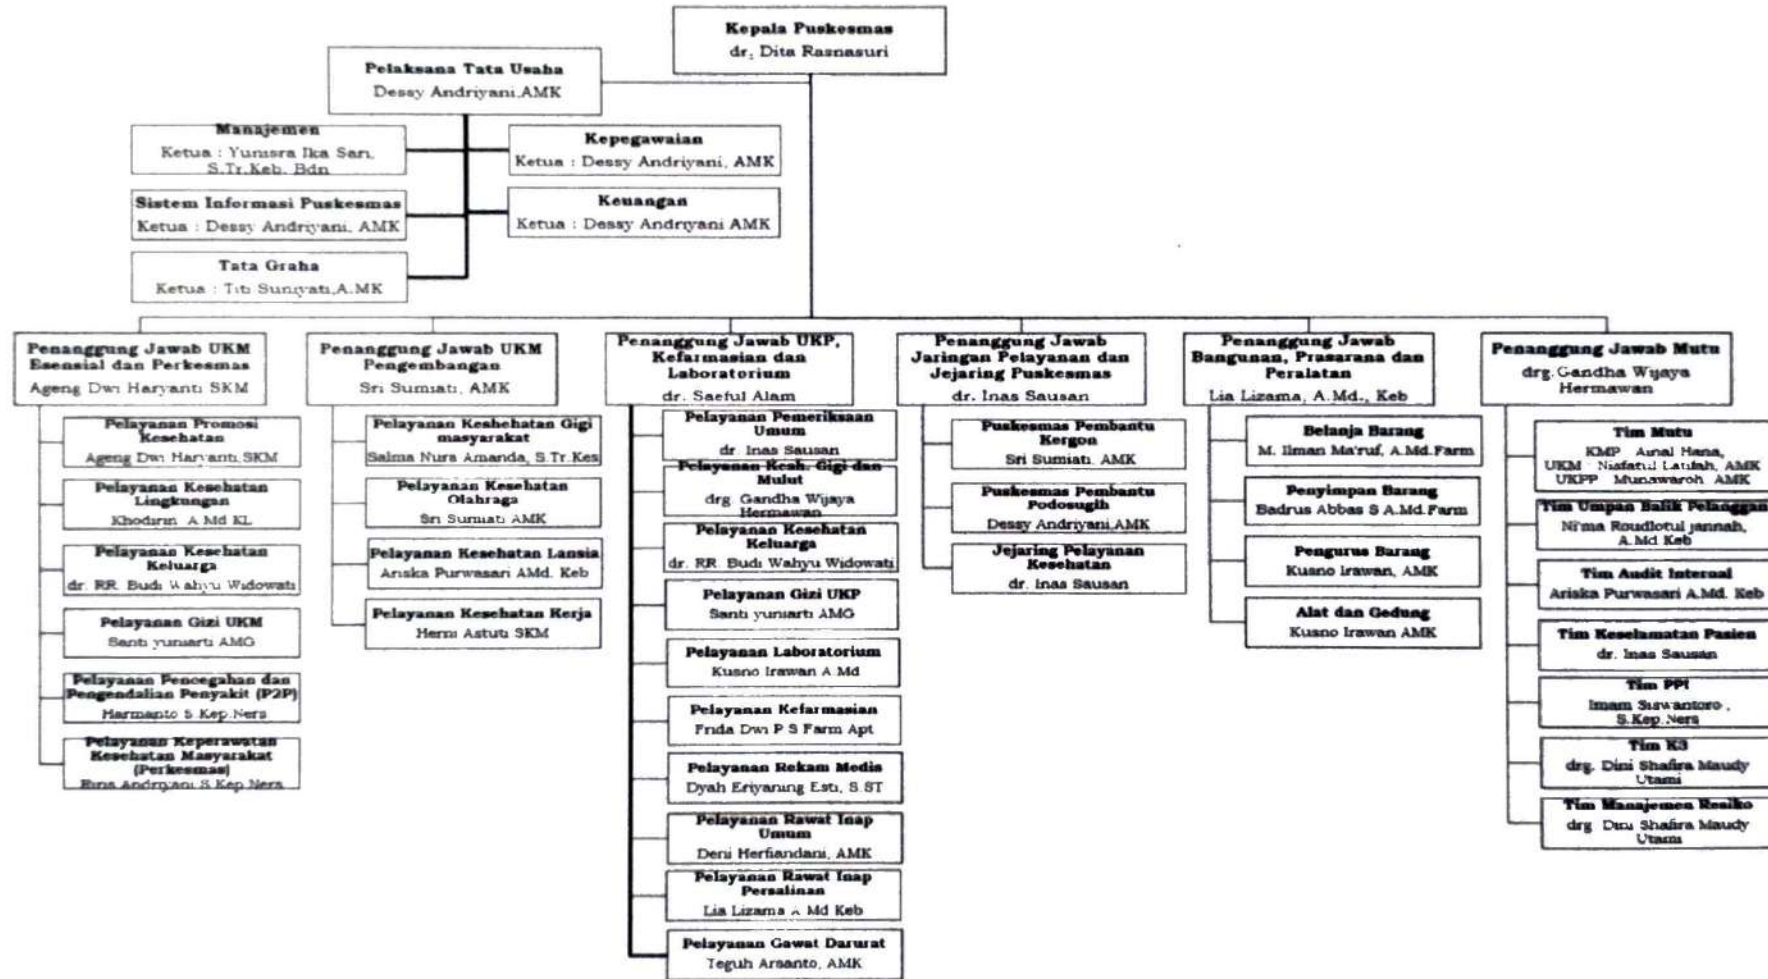 Kepala Puskesmas
dr. Dita Rasnasuri
Pelaksana Tata Usaha
Dessy Andriyani,AMK
Manajemen
Ketua : Yunisra Ika Sari,
S.Tr.Keb. Bdn
Kepegawaian
Ketua : Dessy Andriyani, AMK
Sistem Informasi Puskesmas
Ketua : Dessy Andriyani, AMK
Keuangan
Ketua : Dessy Andriyani AMK
Tata Graha
Ketua : Titi Suniyati,A.MK
Penanggung Jawab UKM
Esensial dan Perkesmas
Ageng Dwi Haryanti SKM
Pelayanan Promosi
Kesehatan
Ageng Dwi Haryanti,SKM
Pelayanan Kesehatan
Lingkungan
Khodirin A.Md KL
Pelayanan Kesehatan
Keluarga
dr. RR. Budi Wahyu Widowati
Pelayanan Gizi UKM
Santi yuniarti AMG
Pelayanan Pencegahan dan
Pengendalian Penyakit (P2P)
Harmanto S.Kep.Ners
Pelayanan Keperawatan
Kesehatan Masyarakat
(Perkesmas)
Andriyani S.Kep.Ners
Penanggung Jawab UKM
Pengembangan
Sri Sumiati, AMK
Pelayanan Keshehatan Gigi
masyarakat
Salma Nura Amanda, S.Tr.Kes
Pelayanan Kesehatan
Olahraga
Sri Sumiati AMK
Pelayanan Kesehatan Lansia
Ariska Purwasari AMd. Keb
Pelayanan Kesehatan Kerja
Herni Astuti SKM
Penanggung Jawab UKP,
Kefarmasian dan
Laboratorium
dr. Saeful Alam
Pelayanan Pemeriksaan
Umum
dr. Inas Sausan
Pelayanan Kesh. Gigi dan
Mulut
drg. Gandha Wijaya
Hermawan
Pelayanan Kesehatan
Keluarga
dr. RR. Budi Wahyu Widowati
Pelayanan Gizi UKP
Santi yuniarti AMG
Pelayanan Laboratorium
Kusno Irawan A.Md
Pelayanan Kefarmasian
Frida Dwi P S Farm Apt
Pelayanan Rekam Medis
Dyah Eriyaning Esti, S.ST
Pelayanan Rawat Inap
Umum
Deni Herfiandani, AMK
Pelayanan Rawat Inap
Persalinan
Lia Lizama A Md Keb
Pelayanan Gawat Darurat
Teguh Arsanto, AMK
Penanggung Jawab
Jaringan Pelayanan dan
Jejaring Puskesmas
dr. Inas Sausan
Puskesmas Pembantu
Kergon
Sri Sumiati, AMK
Puskesmas Pembantu
Podosugih
Dessy Andriyani,AMK
Jejaring Pelayanan
Kesehatan
dr. Inas Sausan
Penanggung Jawab
Bangunan, Prasarana dan
Peralatan
Lia Lizama, A.Md., Keb
Belanja Barang
M. Ilman Ma'ruf, A.Md.Farm
Penyimpan Barang
Badrus Abbas S A.Md.Farm
Pengurus Barang
Kusno Irawan, AMK
Alat dan Gedung
Kusno Irawan AMK
Penanggung Jawab Mutu
drg.Gandha Wijaya
Hermawan
Tim Mutu
KMP Ainal Hana,
UKM : Nisfatul Latifah, AMK
UKPP Munawaroh AMK
Tim Umpan Balik Pelanggan
Ni'ma Roudlotul jannah,
A.Md Keb
Tim Audit Internal
Ariska Purwasari A.Md. Keb
Tim Keselamatan Pasien
dr. Inas Sausan
Tim PPI
Imam Siswantoro ,
S.Kep.Ners
Tim K3
drg. Dini Shafira Maudy
Utami
Tim Manajemen Resiko
drg Dini Shafira Maudy
Utami